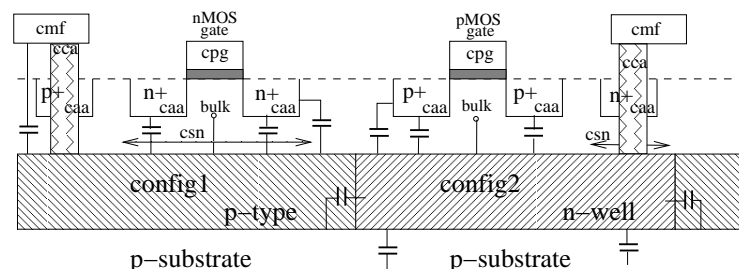 nMOS
gate
pMOS
gate
cmf
cpg
cpg
cmf
cca
cca
p+
caa
n+
caa
n+
caa
bulk
p+
caa
p+
caa
bulk
n+
caa
csn
csn
config1
config2
p-type
n--well
p-substrate
p-substrate